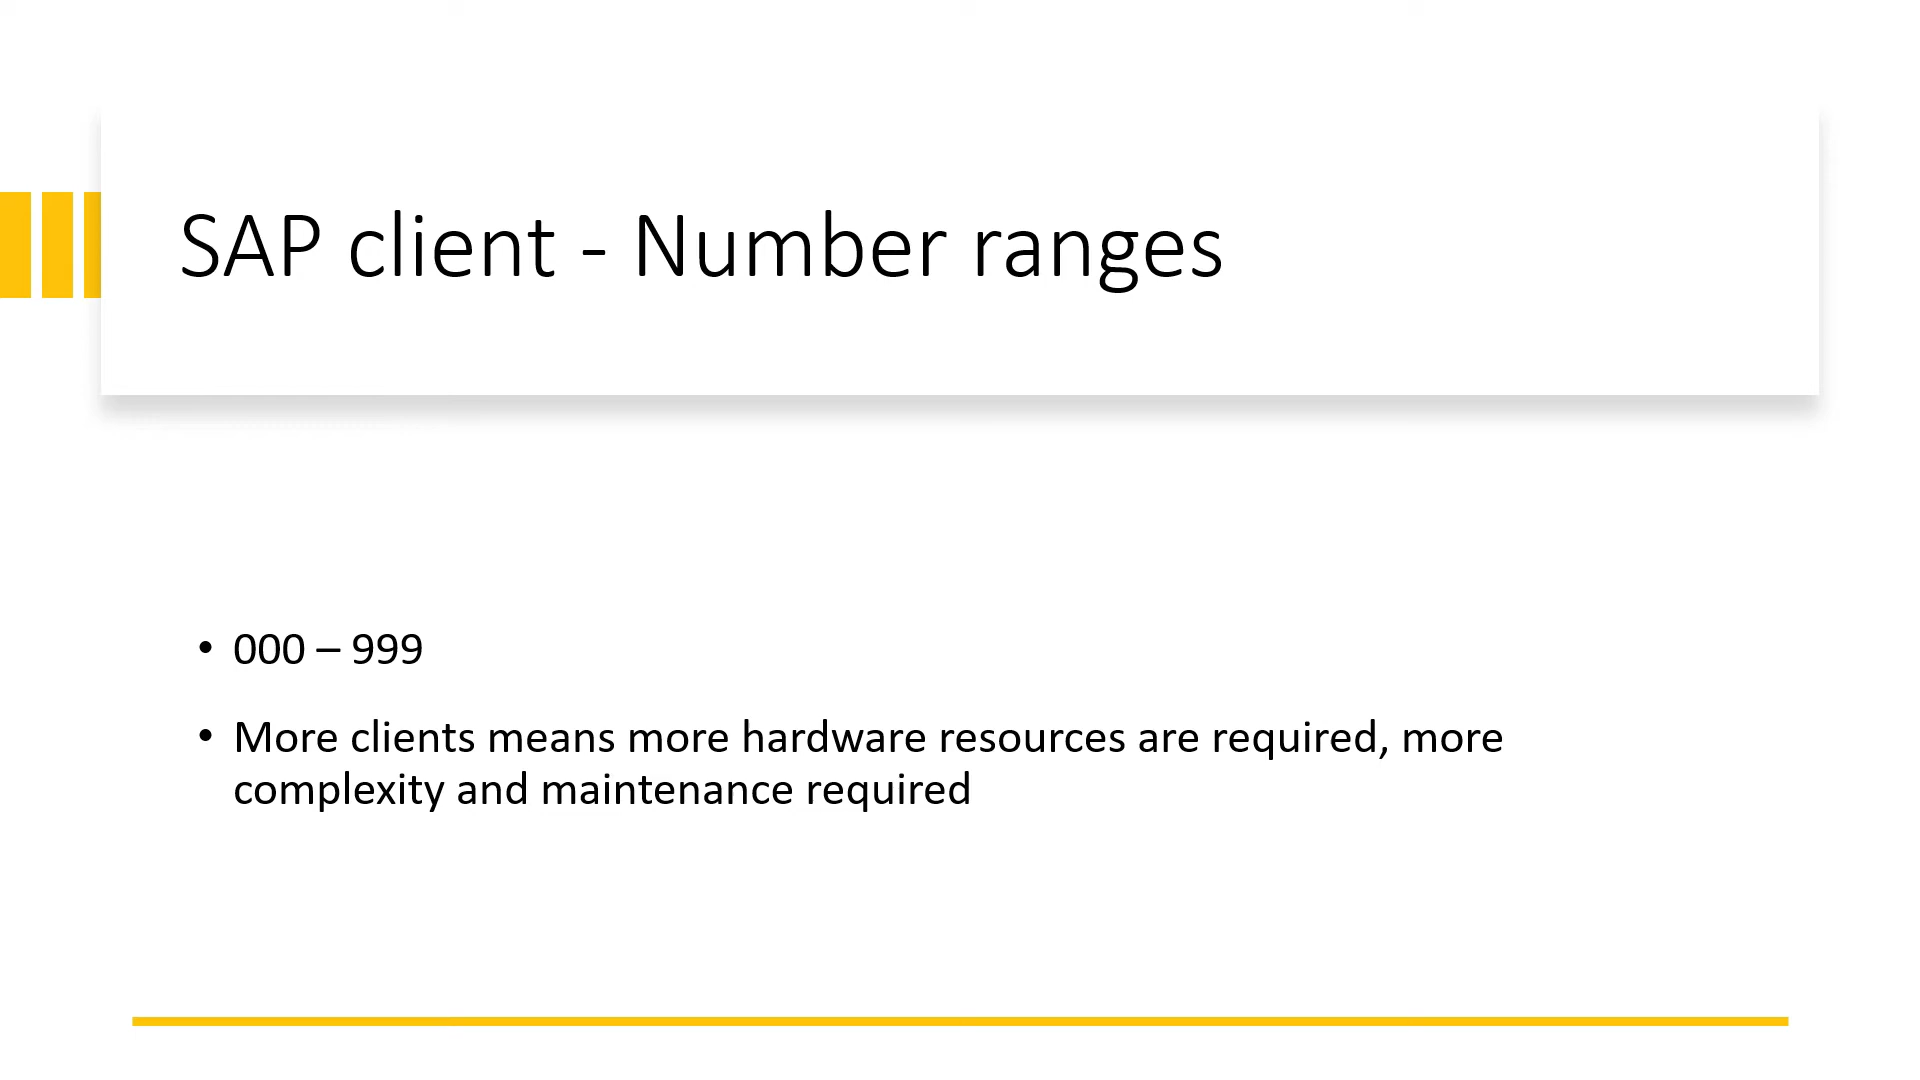 SAP client - Number ranges
• 000 – 999
• More clients means more hardware resources are required, more
complexity and maintenance required